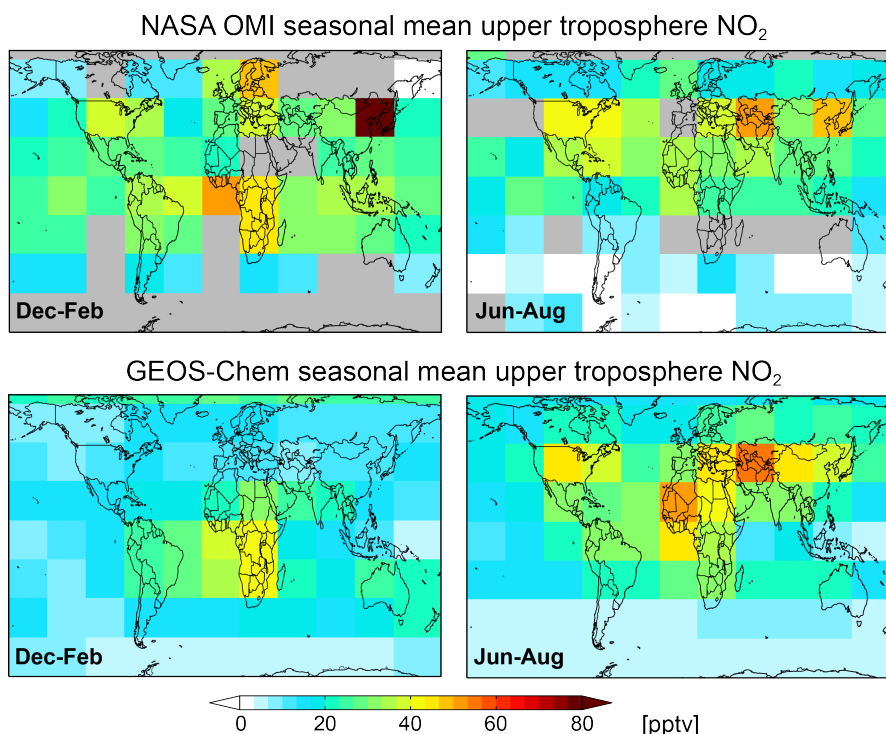 NASA OMI seasonal mean upper troposphere NO₂
Dec-Feb
Jun-Aug
GEOS-Chem seasonal mean upper troposphere NO₂
Dec-Feb
Jun-Aug
0 20 40 60 80 [pptv]